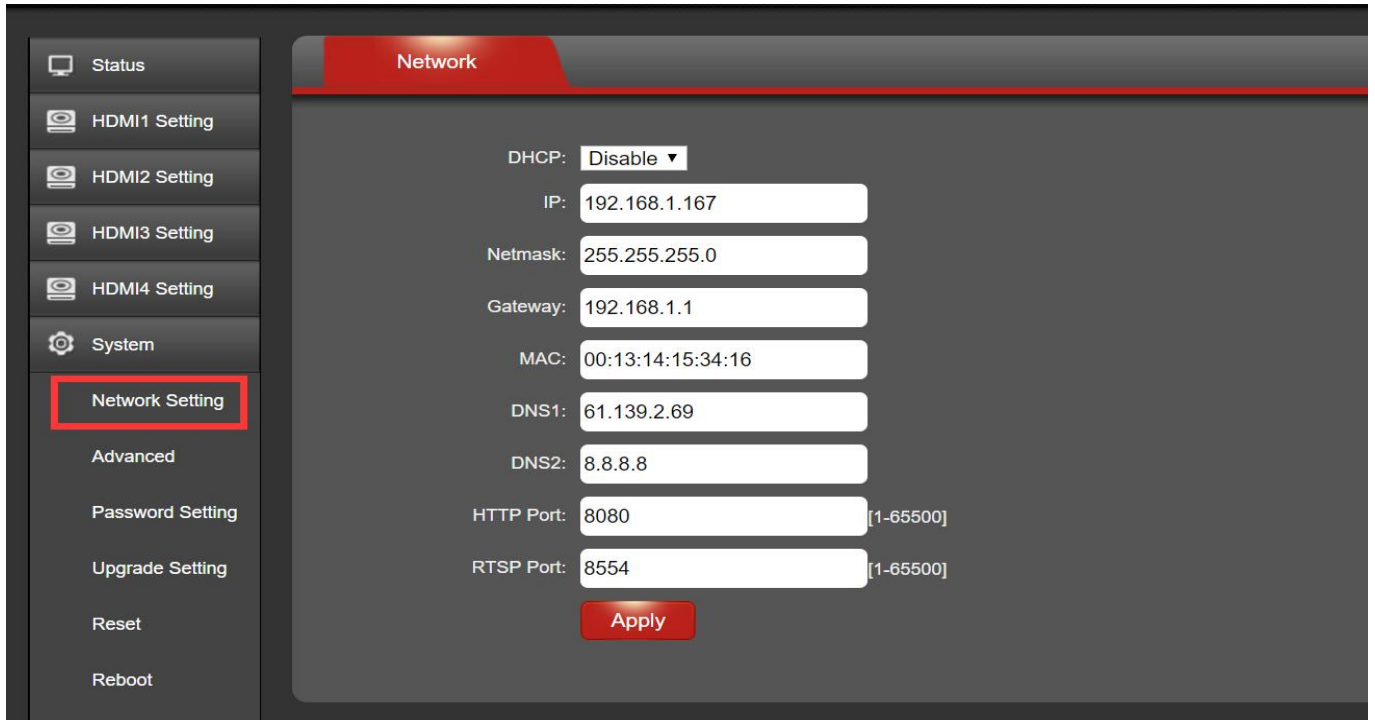 Status
HDMI1 Setting
HDMI2 Setting
HDMI3 Setting
HDMI4 Setting
System
Network Setting
Advanced
Password Setting
Upgrade Setting
Reset
Reboot
Network
DHCP: Disable ▼
IP: 192.168.1.167
Netmask: 255.255.255.0
Gateway: 192.168.1.1
MAC: 00:13:14:15:34:16
DNS1: 61.139.2.69
DNS2: 8.8.8.8
HTTP Port: 8080 [1-65500]
RTSP Port: 8554 [1-65500]
Apply